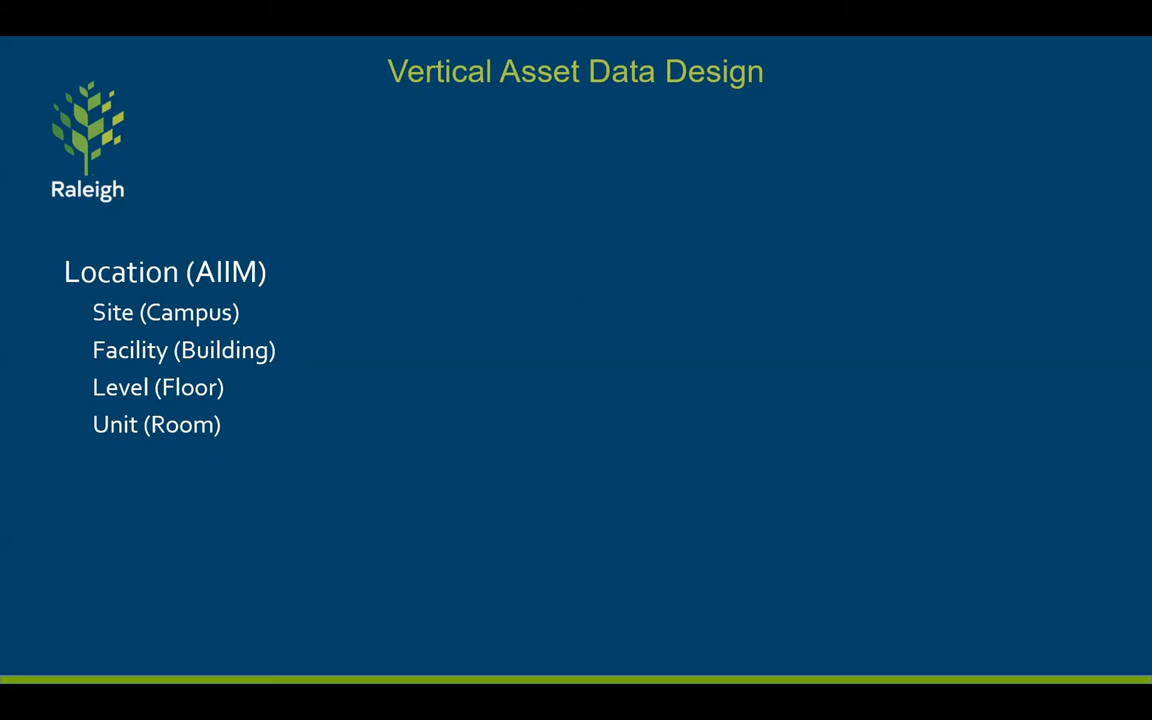 Vertical Asset Data Design
Raleigh
Location (AIIM)
Site (Campus)
Facility (Building)
Level (Floor)
Unit (Room)